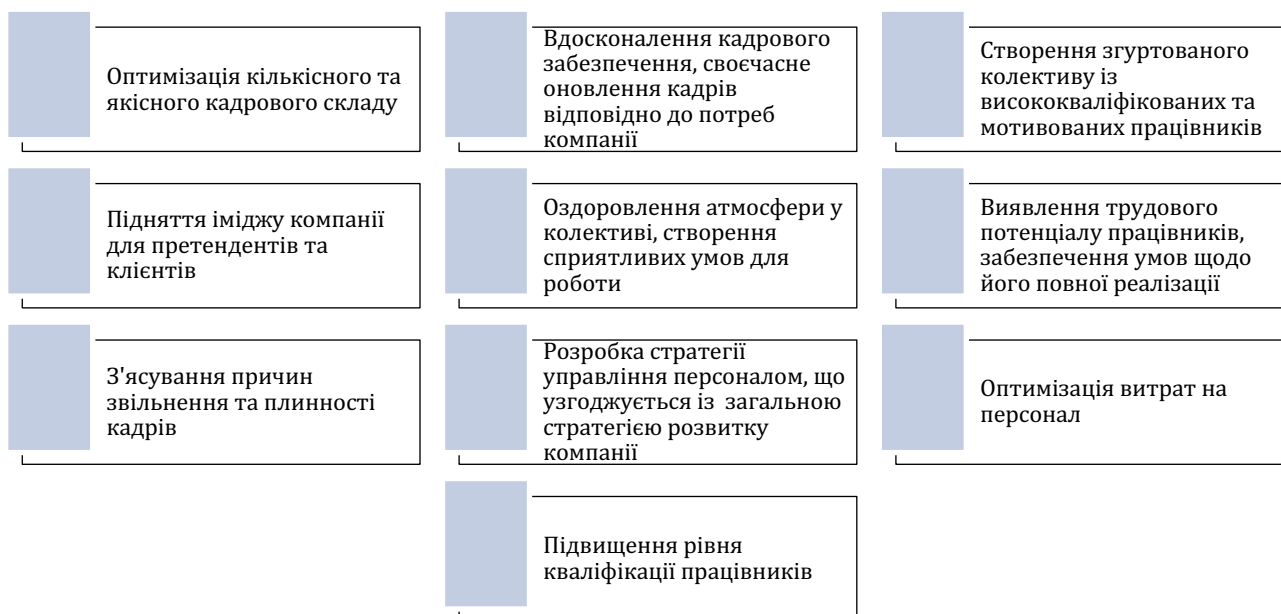 Оптимізація кількісного та
якісного кадрового складу
Вдосконалення кадрового
забезпечення, своєчасне
оновлення кадрів
відповідно до потреб
компанії
Створення згуртованого
колективу із
висококваліфікованих та
мотивованих працівників
Підняття іміджу компанії
для претендентів та
клієнтів
Оздоровлення атмосфери у
колективі, створення
сприятливих умов для
роботи
Виявлення трудового
потенціалу працівників,
забезпечення умов щодо
його повної реалізації
З'ясування причин
звільнення та плинності
кадрів
Розробка стратегії
управління персоналом, що
узгоджується із  загальною
стратегією розвитку
компанії
Оптимізація витрат на
персонал
Підвищення рівня
кваліфікації працівників